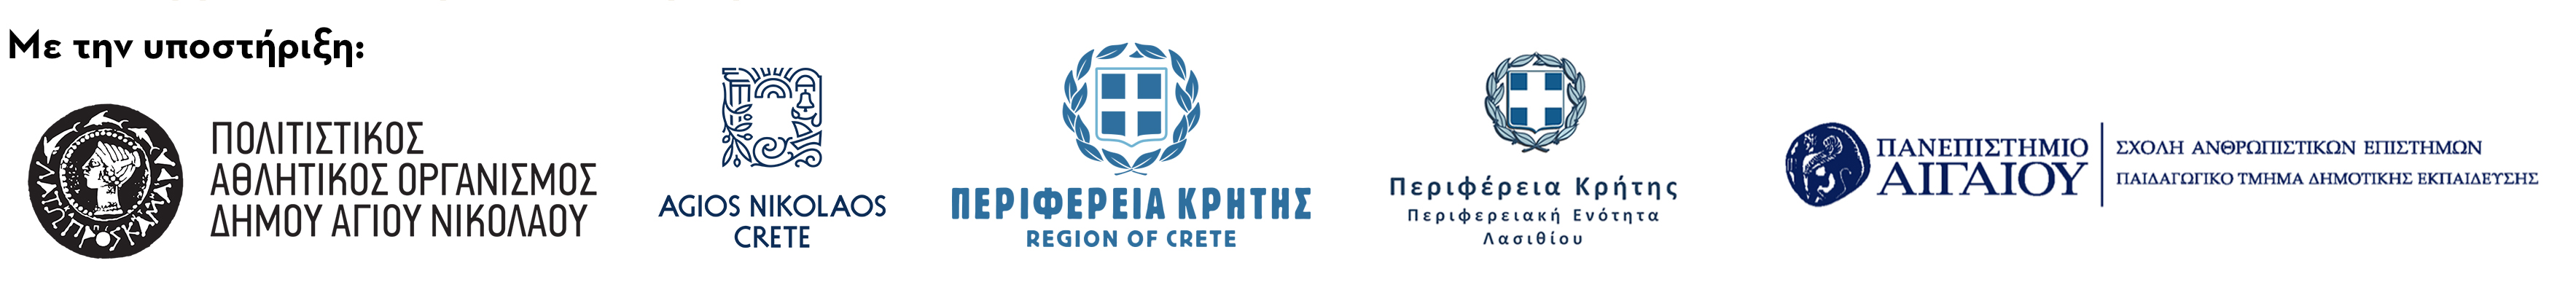 Με την υποστήριξη:
ΠΟΛΙΤΙΣΤΙΚΟΣ
ΑΘΛΗΤΙΚΟΣ ΟΡΓΑΝΙΣΜΟΣ
ΔΗΜΟΥ ΑΓΙΟΥ ΝΙΚΟΛΑΟΥ
AGIOS NIKOLAOS
CRETE
ΠΕΡΙΦΕΡΕΙΑ ΚΡΗΤΗΣ
REGION OF CRETE
Περιφέρεια Κρήτης
Περιφερειακή Ενότητα
Λασιθίου
ΠΑΝΕΠΙΣΤΗΜΙΟ
ΑΙΓΑΙΟΥ
ΣΧΟΛΗ ΑΝΘΡΩΠΙΣΤΙΚΩΝ ΕΠΙΣΤΗΜΩΝ
ΠΑΙΔΑΓΩΓΙΚΟ ΤΜΗΜΑ ΔΗΜΟΤΙΚΗΣ ΕΚΠΑΙΔΕΥΣΗΣ